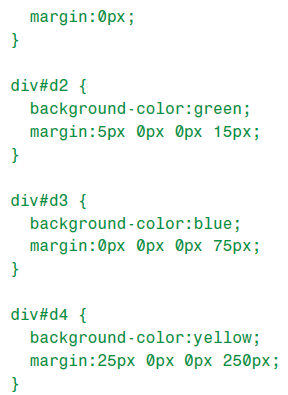 margin:0px;
}
div#d2 {
background-color:green;
margin:5px 0px 0px 15px;
}
div#d3 {
background-color:blue;
margin:0px 0px 0px 75px;
}
div#d4 {
background-color:yellow;
margin:25px 0px 0px 250px;
}